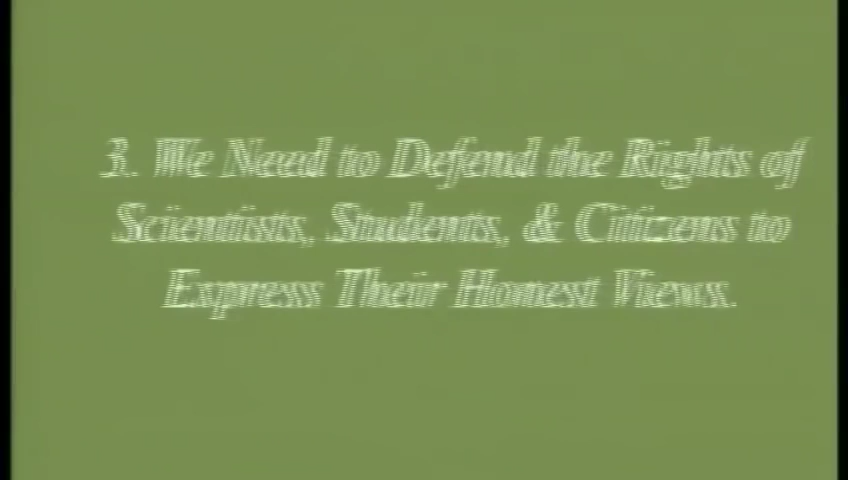 3. We Need to Defend the Rights of
Scientists, Students, & Citizens to
Express Their Honest Views.